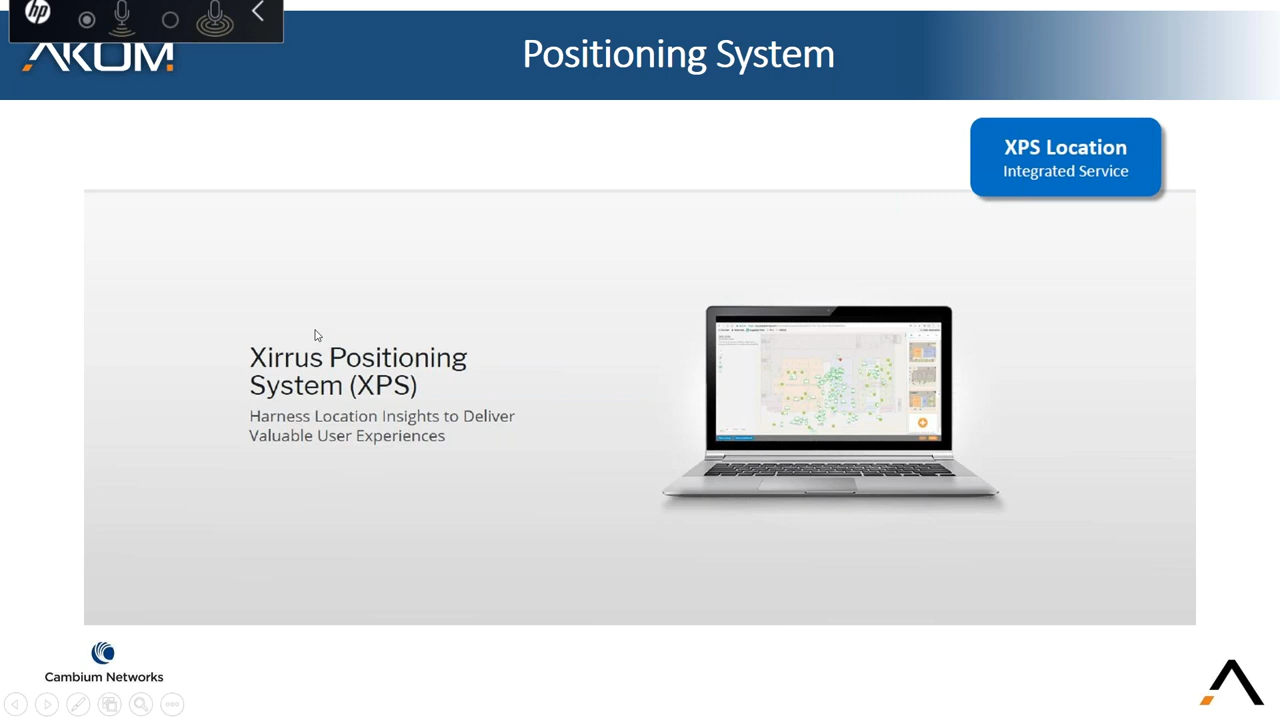 hp
AKOM
Positioning System
XPS Location
Integrated Service
Xirrus Positioning
System (XPS)
Harness Location Insights to Deliver
Valuable User Experiences
Cambium Networks